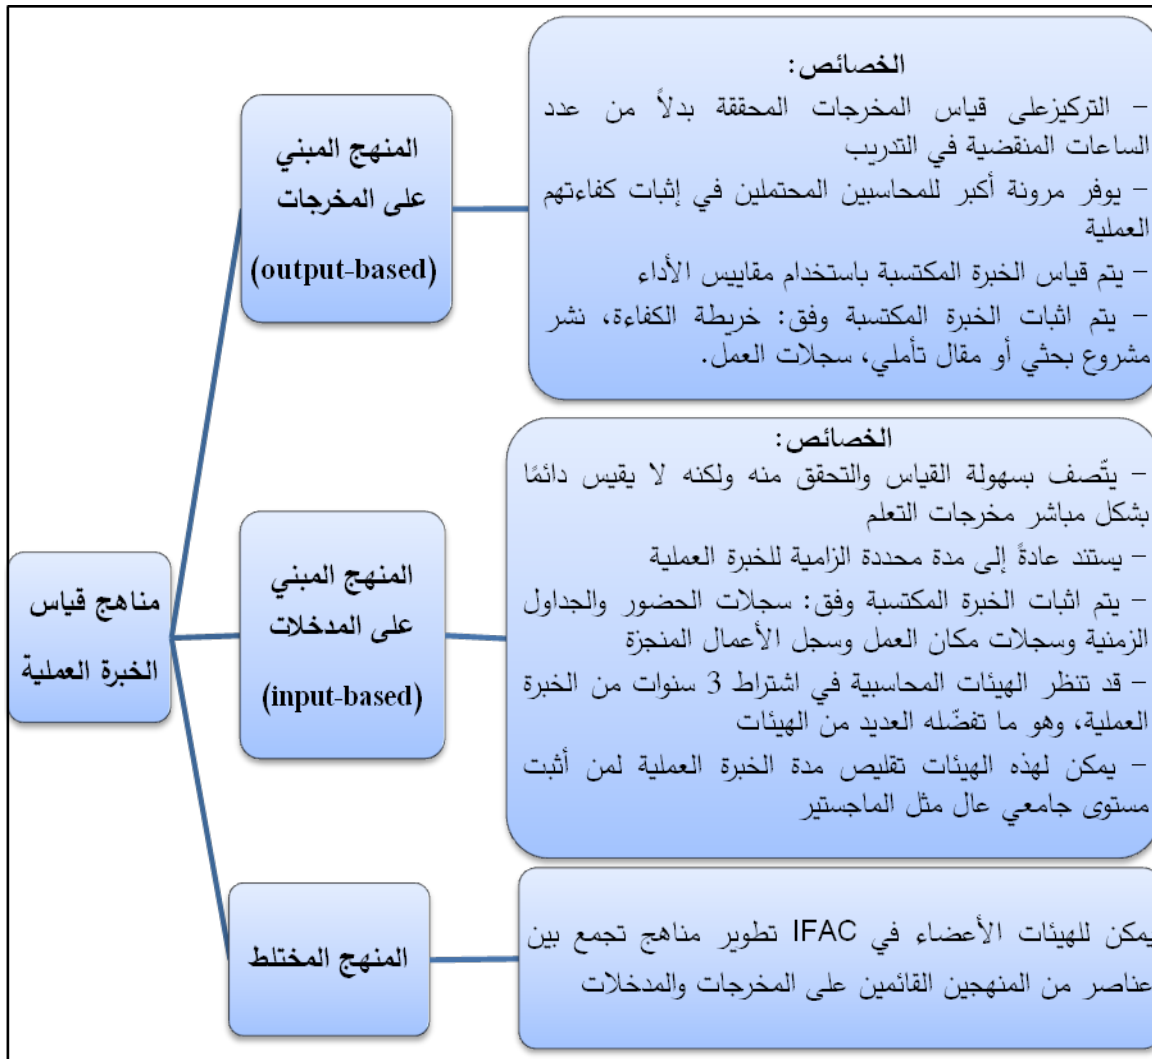 مناهج قياس
الخبرة العملية
المنهج المبني
على المخرجات
(output-based)
الخصائص:
- التركيزعلى قياس المخرجات المحققة بدلاً من عدد
الساعات المنقضية في التدريب
- يوفر مرونة أكبر للمحاسبين المحتملين في إثبات كفاءتهم
العملية
- يتم قياس الخبرة المكتسبة باستخدام مقاييس الأداء
- يتم اثبات الخبرة المكتسبة وفق: خريطة الكفاءة، نشر
مشروع بحثي أو مقال تأملي، سجلات العمل.
المنهج المبني
على المدخلات
(input-based)
الخصائص:
- يتّصف بسهولة القياس والتحقق منه ولكنه لا يقيس دائمًا
بشكل مباشر مخرجات التعلم
- يستند عادةً إلى مدة محددة الزامية للخبرة العملية
- يتم اثبات الخبرة المكتسبة وفق: سجلات الحضور والجداول
الزمنية وسجلات مكان العمل وسجل الأعمال المنجزة
- قد تنظر الهيئات المحاسبية في اشتراط 3 سنوات من الخبرة
العملية، وهو ما تفضّله العديد من الهيئات
- يمكن لهذه الهيئات تقليص مدة الخبرة العملية لمن أثبت
مستوى جامعي عال مثل الماجستير
المنهج المختلط
يمكن للهيئات الأعضاء في IFAC تطوير مناهج تجمع بين
عناصر من المنهجين القائمين على المخرجات والمدخلات